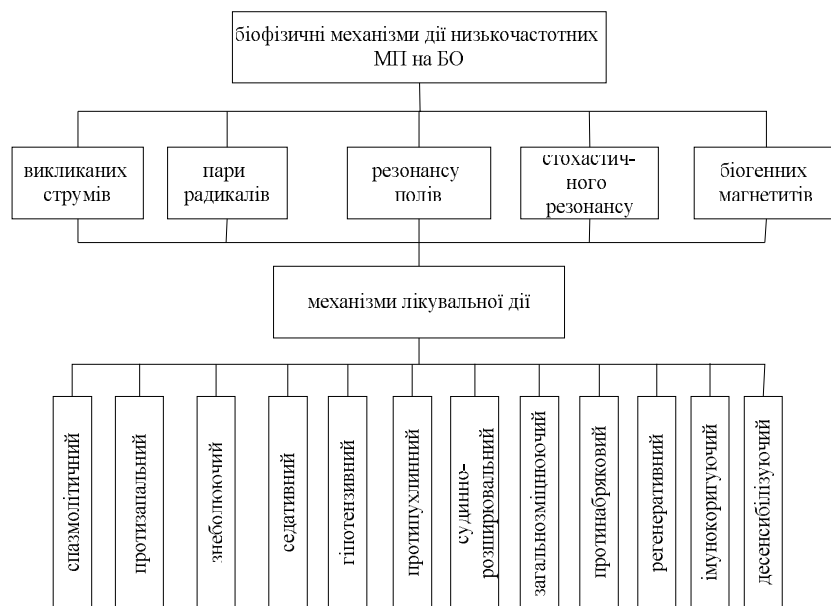 біофізичні механізми дії низькочастотних
МП на БО
викликаних
струмів
пари
радикалів
резонансу
полів
стохастич-
ного
резонансу
біогенних
магнетитів
механізми лікувальної дії
спазмолітичний
протизапальний
знеболюючий
седативний
гіпотензивний
протипухлинний
судинно-
розширювальний
загальнозміцнюючий
протинабряковий
регенеративний
імунокоригуючий
десенсибілізуючий